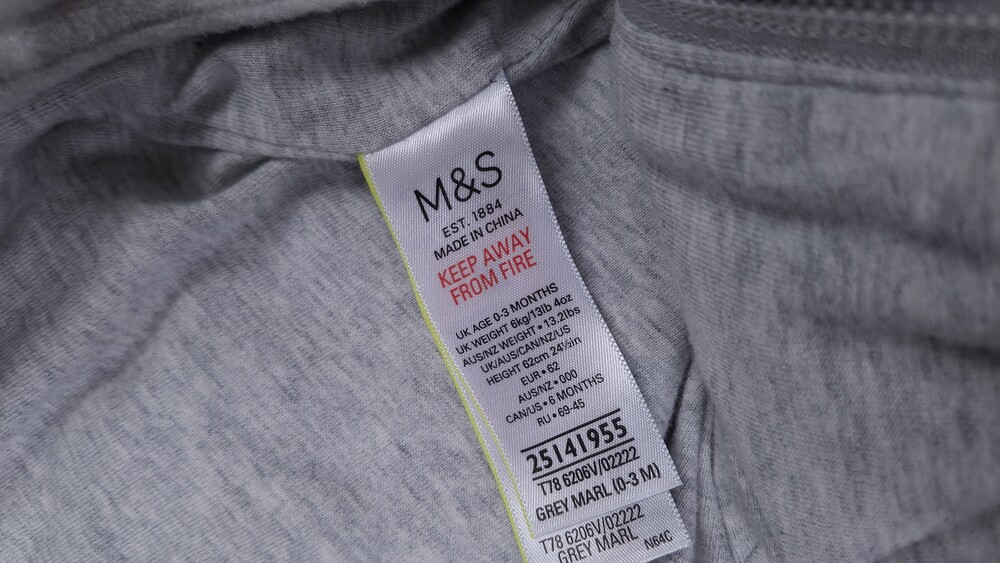 M&S
EST. 1884
MADE IN CHINA
KEEP AWAY
FROM FIRE
UK AGE 0-3 MONTHS
UK WEIGHT 6kg/13lb 4oz
AUS/NZ WEIGHT • 13.2lbs
UK/AUS/CAN/NZ/US
HEIGHT 62cm 24½in
EUR • 62
AUS/NZ • 000
CAN/US • 6 MONTHS
RU • 69-45
25141955
T78 6206V/02222
GREY MARL (0-3 M)
T78 6206V/02222
GREY MARL N64C